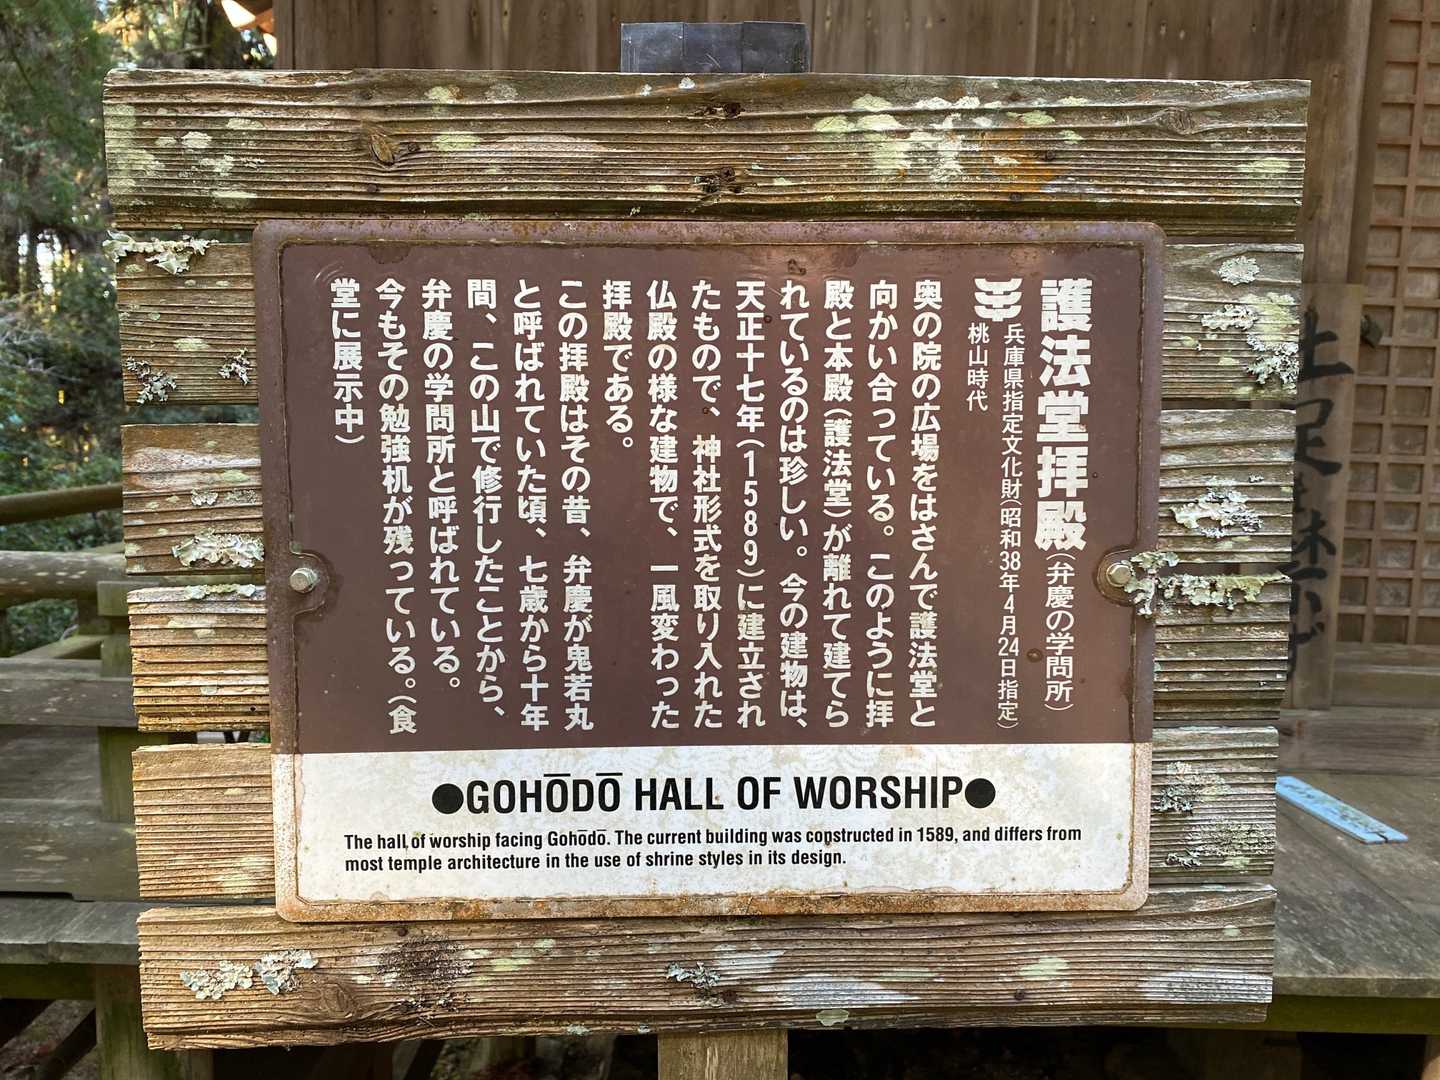 護法堂拝殿(弁慶の学問所)
兵庫県指定文化財(昭和38年4月24日指定)
桃山時代
奥の院の広場をはさんで護法堂と
向かい合っている。このように拝
殿と本殿(護法堂)が離れて建てら
れているのは珍しい。今の建物は、
天正十七年(1589)に建立され
たもので、神社形式を取り入れた
仏殿の様な建物で、一風変わった
拝殿である。
この拝殿はその昔、弁慶が鬼若丸
と呼ばれていた頃、七歳から十年
間、この山で修行したことから、
弁慶の学問所と呼ばれている。
今もその勉強机が残っている。(食
堂に展示中)
●GOHŌDŌ HALL OF WORSHIP●
The hall of worship facing Gohōdō. The current building was constructed in 1589, and differs from
most temple architecture in the use of shrine styles in its design.